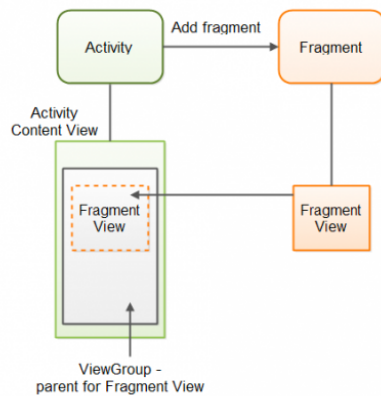 Add fragment
Activity
Fragment
Activity
Content View
Fragment
View
Fragment
View
ViewGroup -
parent for Fragment View